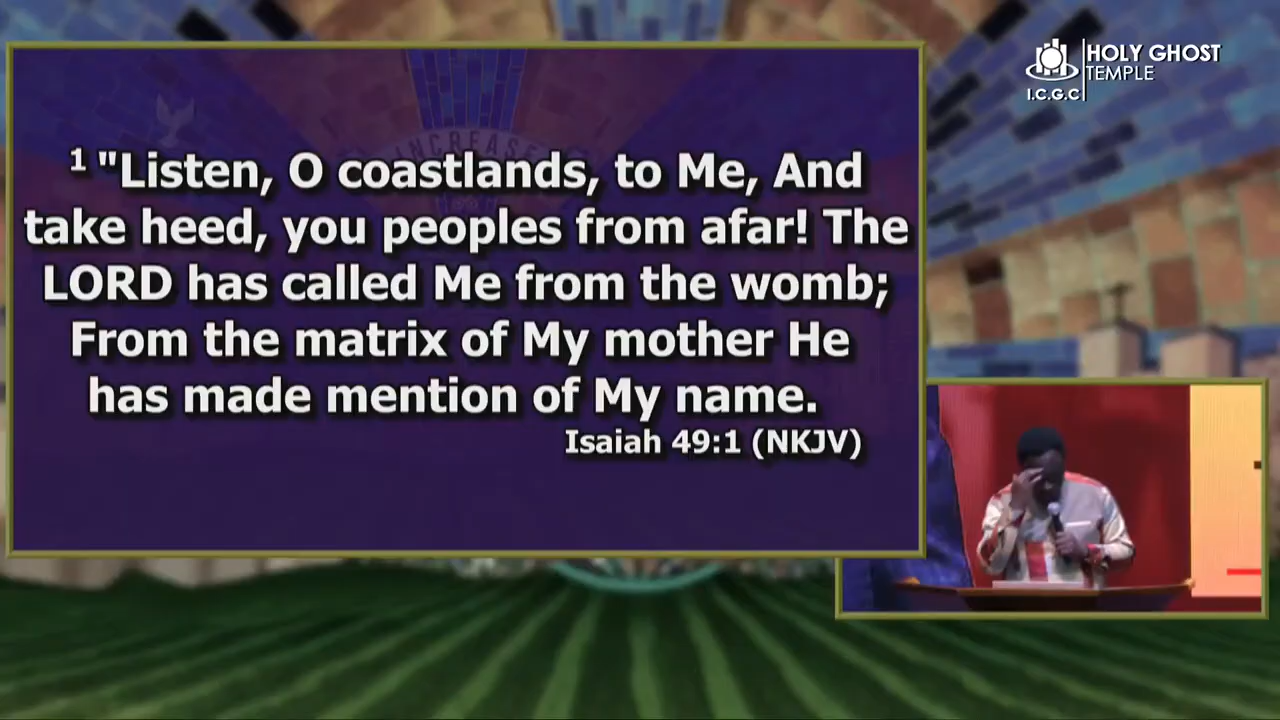 HOLY GHOST
TEMPLE
I.C.G.C
INCREASE
1 "Listen, O coastlands, to Me, And
take heed, you peoples from afar! The
LORD has called Me from the womb;
From the matrix of My mother He
has made mention of My name.
Isaiah 49:1 (NKJV)